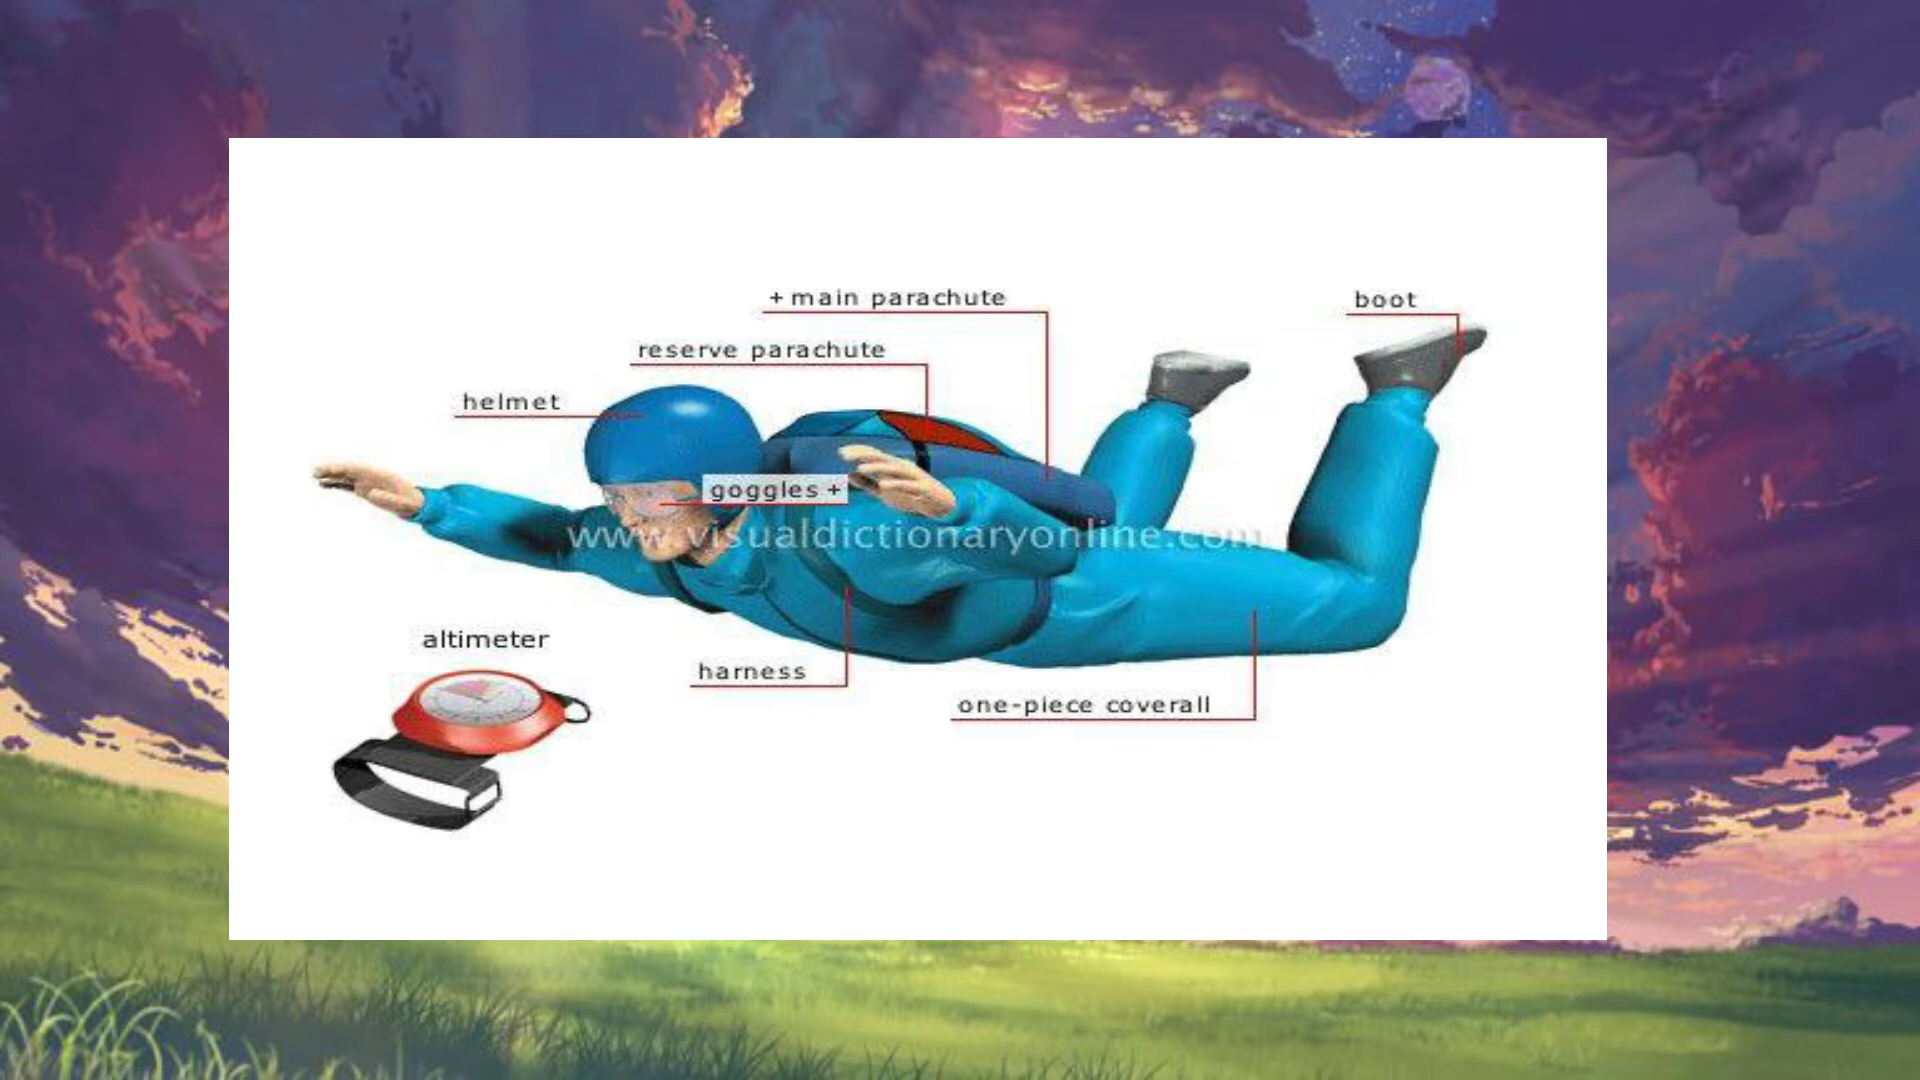 + main parachute
boot
reserve parachute
helmet
goggles +
www.visualdictionaryonline.com
altimeter
harness
one-piece coverall